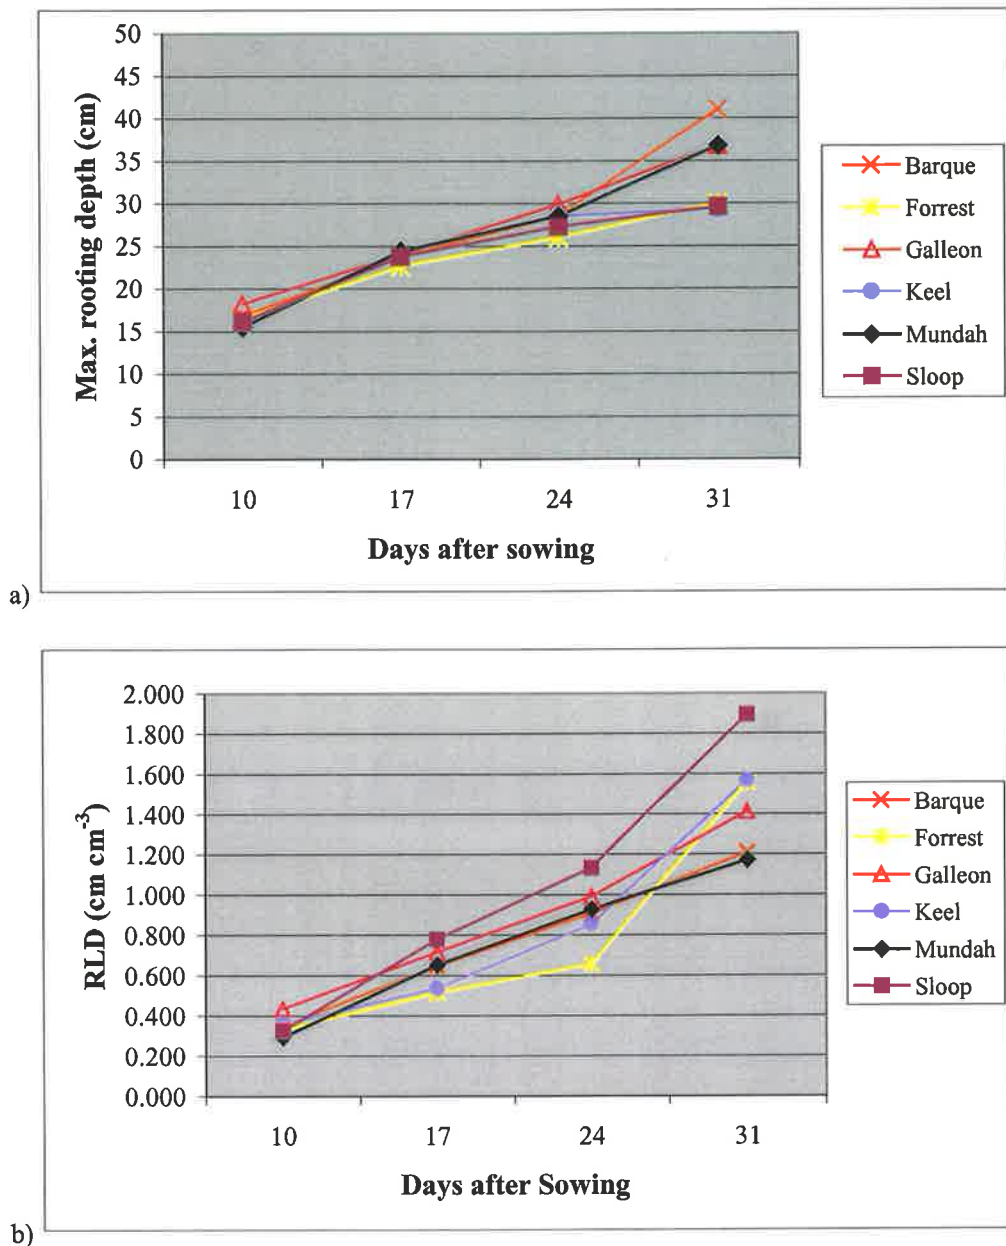 50
45
40
35
30
25
20
15
10
5
0
Max. rooting depth (cm)
10 17 24 31
Days after sowing
Barque
Forrest
Galleon
Keel
Mundah
Sloop
a)
2.000
1.800
1.600
1.400
1.200
1.000
0.800
0.600
0.400
0.200
0.000
RLD (cm cm⁻³)
10 17 24 31
Days after Sowing
Barque
Forrest
Galleon
Keel
Mundah
Sloop
b)